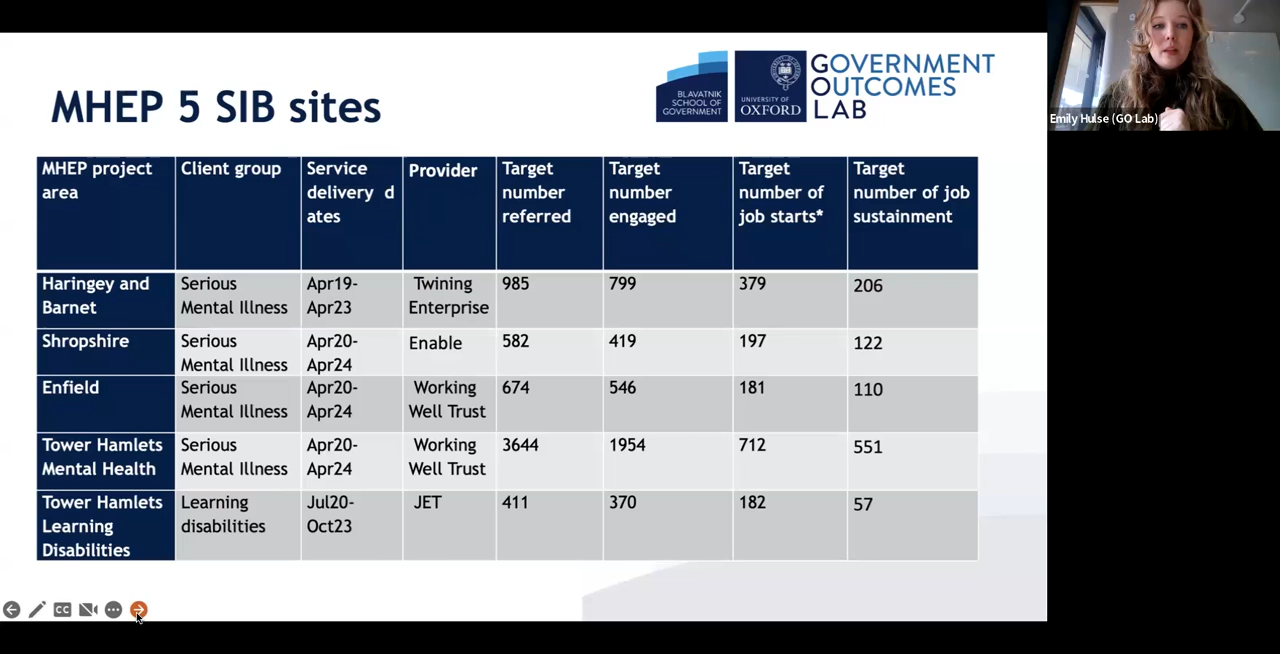 MHEP 5 SIB sites
BLAVATNIK
SCHOOL OF
GOVERNMENT
UNIVERSITY OF
OXFORD
GOVERNMENT
OUTCOMES
LAB
Emily Hulse (GO Lab)
MHEP project
area
Client group
Service
delivery d
ates
Provider
Target
number
referred
Target
number
engaged
Target
number of
job starts*
Target
number of job
sustainment
Haringey and
Barnet
Serious
Mental Illness
Apr19-
Apr23
Twining
Enterprise
985
799
379
206
Shropshire
Serious
Mental Illness
Apr20-
Apr24
Enable
582
419
197
122
Enfield
Serious
Mental Illness
Apr20-
Apr24
Working
Well Trust
674
546
181
110
Tower Hamlets
Mental Health
Serious
Mental Illness
Apr20-
Apr24
Working
Well Trust
3644
1954
712
551
Tower Hamlets
Learning
Disabilities
Learning
disabilities
Jul20-
Oct23
JET
411
370
182
57
CC